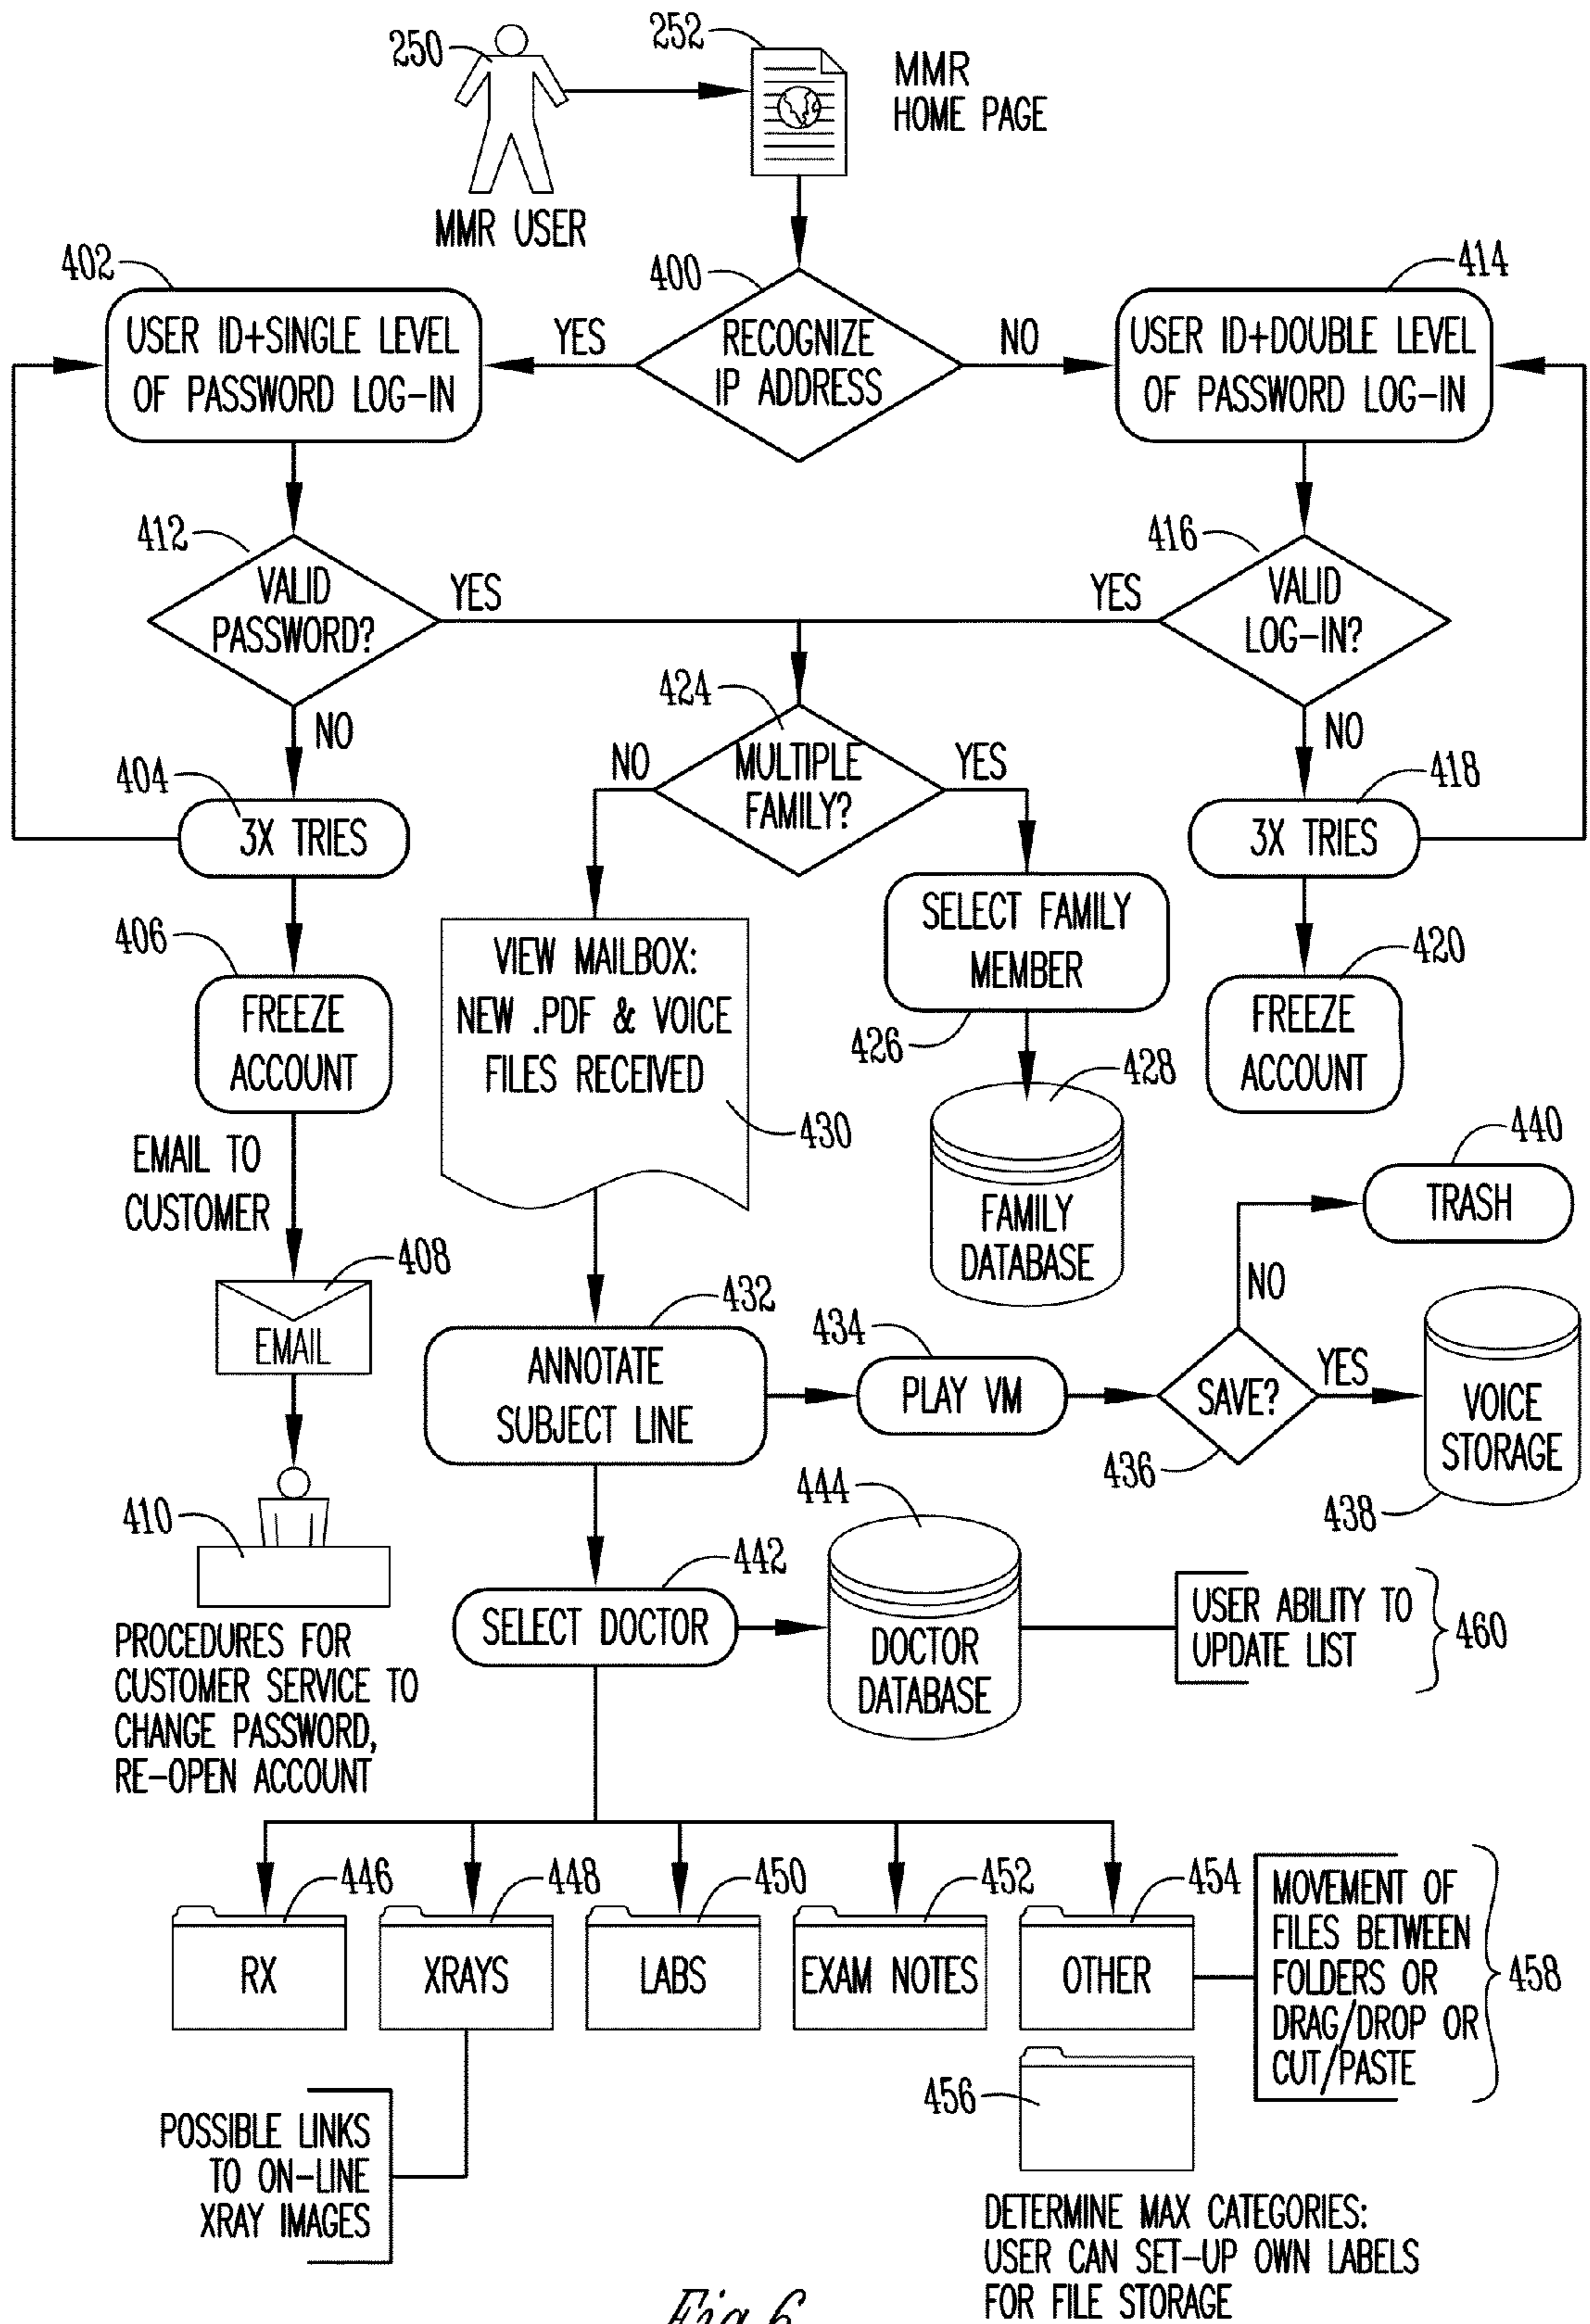 250
252
MMR
HOME PAGE
MMR USER
402
400
414
USER ID+SINGLE LEVEL
OF PASSWORD LOG-IN
YES
RECOGNIZE
IP ADDRESS
NO
USER ID+DOUBLE LEVEL
OF PASSWORD LOG-IN
412
416
VALID
PASSWORD?
YES
YES
VALID
LOG-IN?
424
NO
NO
NO
MULTIPLE
FAMILY?
YES
404
418
3X TRIES
3X TRIES
406
VIEW MAILBOX:
NEW .PDF & VOICE
FILES RECEIVED
SELECT FAMILY
MEMBER
420
FREEZE
ACCOUNT
426
FREEZE
ACCOUNT
428
430
440
EMAIL TO
CUSTOMER
FAMILY
DATABASE
TRASH
408
NO
EMAIL
432
434
ANNOTATE
SUBJECT LINE
PLAY VM
SAVE?
YES
VOICE
STORAGE
436
438
410
444
442
SELECT DOCTOR
DOCTOR
DATABASE
USER ABILITY TO
UPDATE LIST
460
PROCEDURES FOR
CUSTOMER SERVICE TO
CHANGE PASSWORD,
RE-OPEN ACCOUNT
446
448
450
452
454
RX
XRAYS
LABS
EXAM NOTES
OTHER
MOVEMENT OF
FILES BETWEEN
FOLDERS OR
DRAG/DROP OR
CUT/PASTE
458
456
POSSIBLE LINKS
TO ON-LINE
XRAY IMAGES
DETERMINE MAX CATEGORIES:
USER CAN SET-UP OWN LABELS
FOR FILE STORAGE
Fig.6